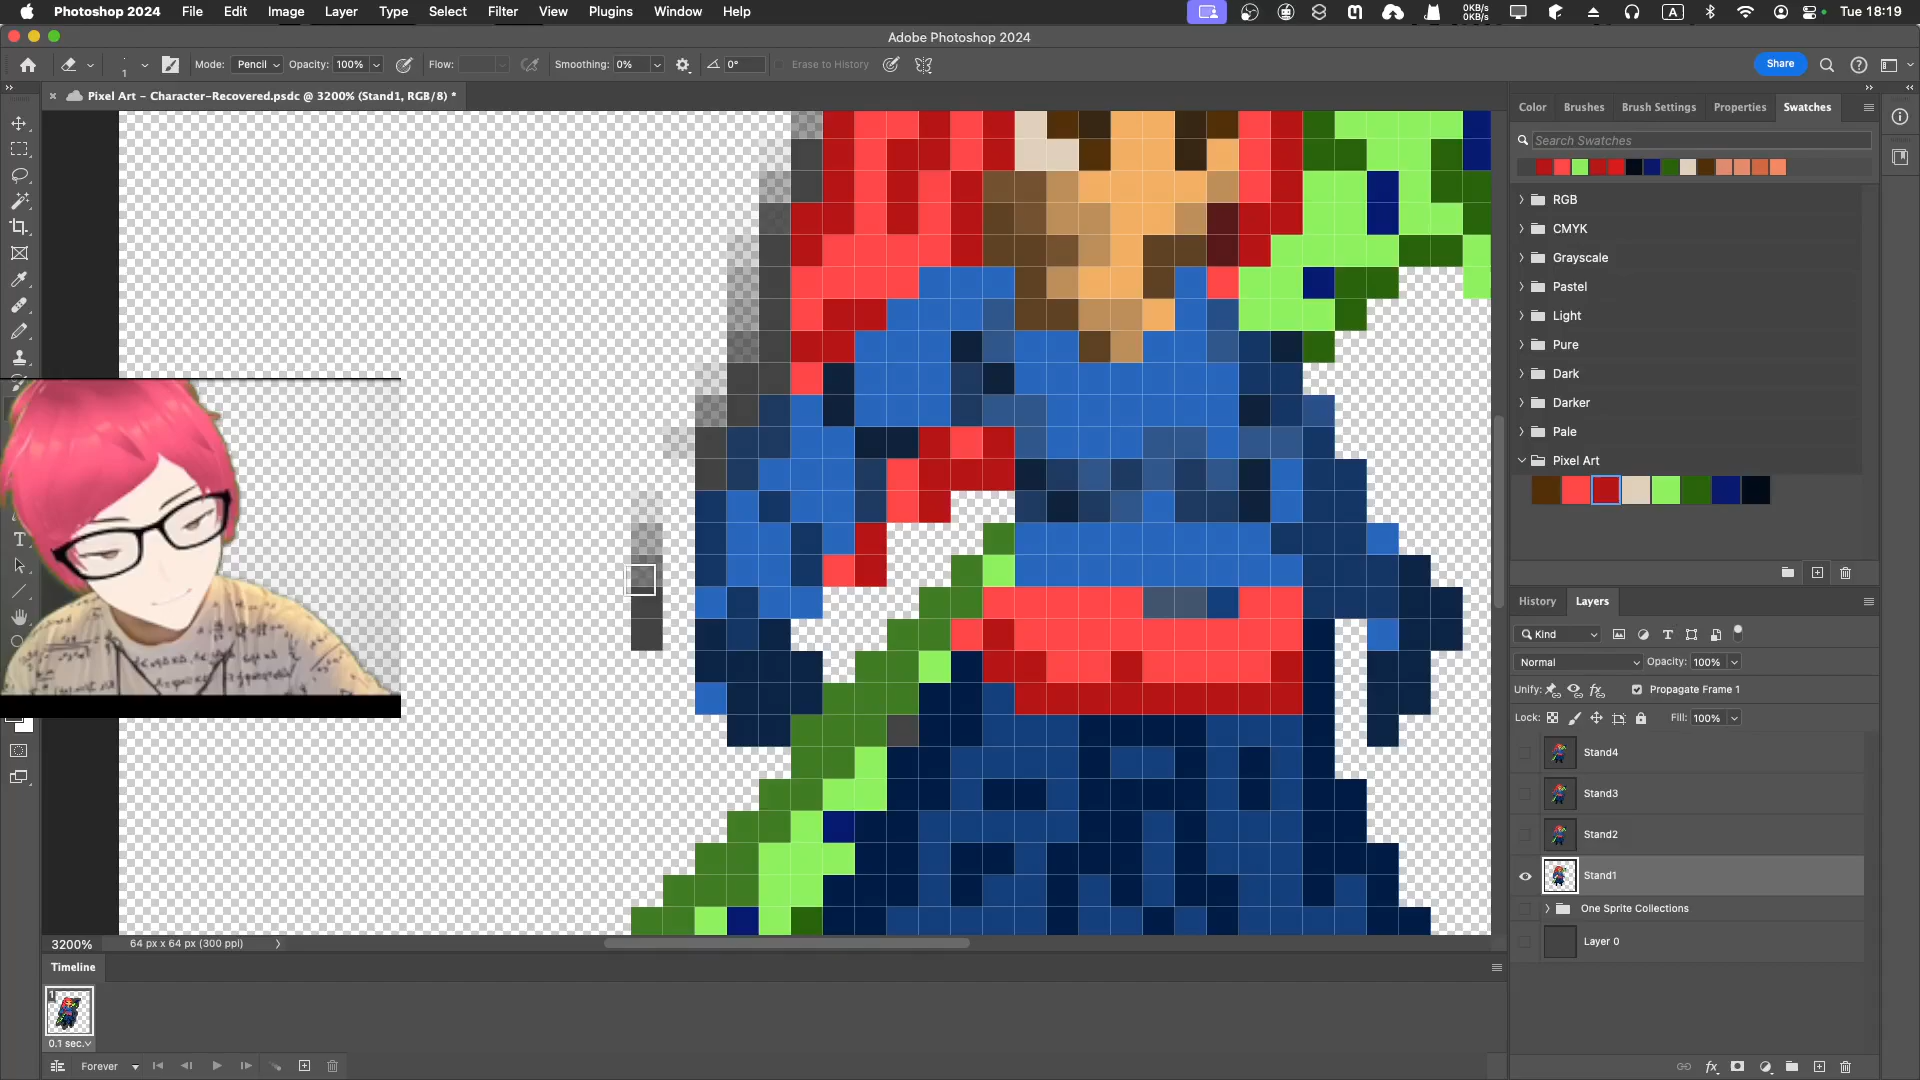 Photoshop 2024 File Edit Image Layer Type Select Filter View Plugins Window Help 0KB/s 0KB/s A Tue 18:19
Adobe Photoshop 2024
1 Mode: Pencil Opacity: 100% Flow: Smoothing: 0% 0° Erase to History Share
× Pixel Art – Character-Recovered.psdc @ 3200% (Stand1, RGB/8) *
Color Brushes Brush Settings Properties Swatches
Search Swatches
RGB
CMYK
Grayscale
Pastel
Light
Pure
Dark
Darker
Pale
Pixel Art
History Layers
Kind
Normal Opacity: 100%
Unify: Propagate Frame 1
Lock: Fill: 100%
Stand4
Stand3
Stand2
Stand1
One Sprite Collections
Layer 0
3200% 64 px x 64 px (300 ppi)
Timeline
1
0.1 sec.
Forever